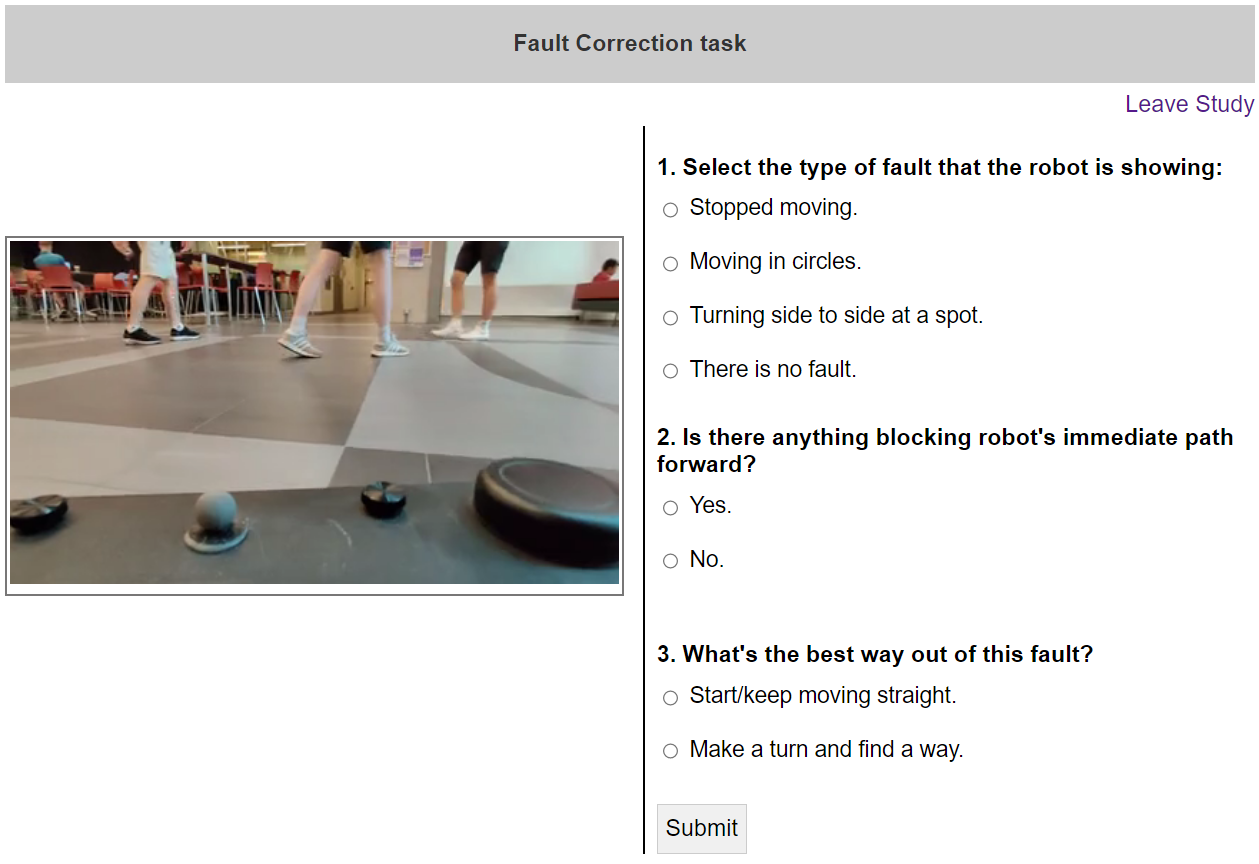 Fault Correction task
Leave Study
1. Select the type of fault that the robot is showing:
Stopped moving.
Moving in circles.
Turning side to side at a spot.
There is no fault.
2. Is there anything blocking robot's immediate path
forward?
Yes.
No.
3. What's the best way out of this fault?
Start/keep moving straight.
Make a turn and find a way.
Submit